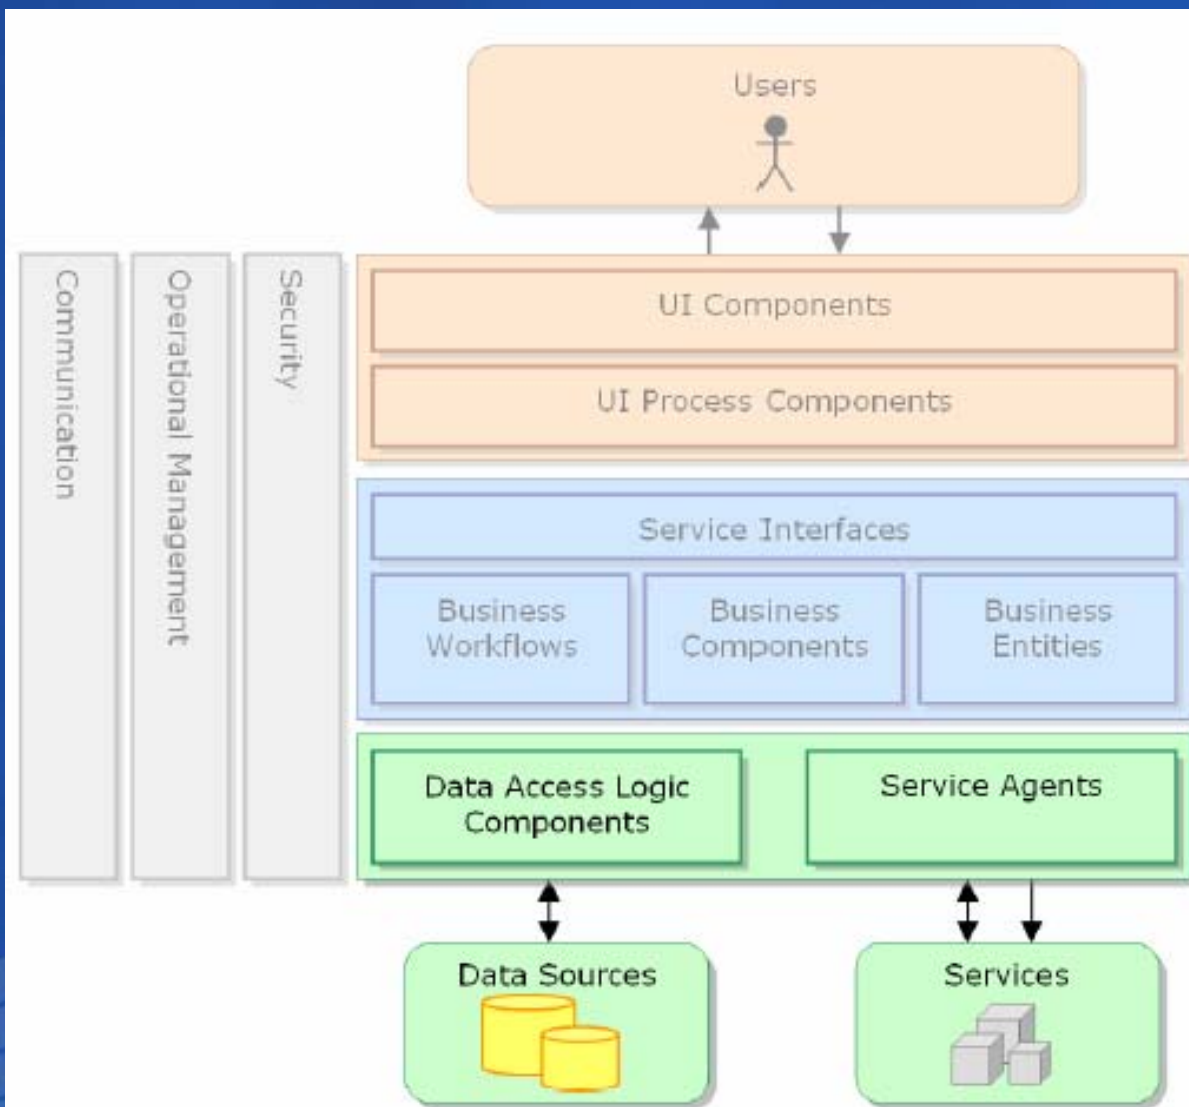 Users
Communication
Operational Management
Security
UI Components
UI Process Components
Service Interfaces
Business
Workflows
Business
Components
Business
Entities
Data Access Logic
Components
Service Agents
Data Sources
Services